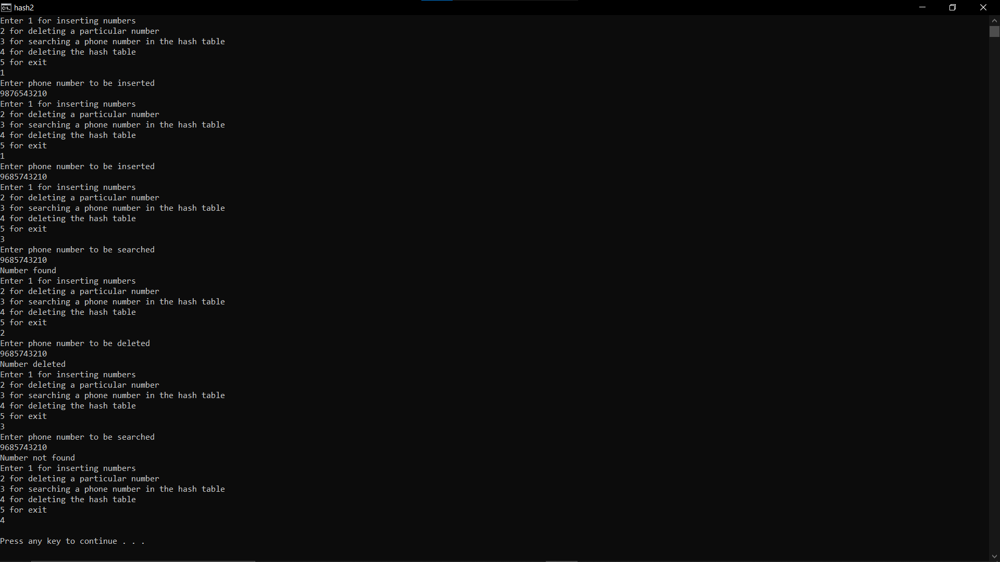 hash2
Enter 1 for inserting numbers
2 for deleting a particular number
3 for searching a phone number in the hash table
4 for deleting the hash table
5 for exit
1
Enter phone number to be inserted
9876543210
Enter 1 for inserting numbers
2 for deleting a particular number
3 for searching a phone number in the hash table
4 for deleting the hash table
5 for exit
1
Enter phone number to be inserted
9685743210
Enter 1 for inserting numbers
2 for deleting a particular number
3 for searching a phone number in the hash table
4 for deleting the hash table
5 for exit
3
Enter phone number to be searched
9685743210
Number found
Enter 1 for inserting numbers
2 for deleting a particular number
3 for searching a phone number in the hash table
4 for deleting the hash table
5 for exit
2
Enter phone number to be deleted
9685743210
Number deleted
Enter 1 for inserting numbers
2 for deleting a particular number
3 for searching a phone number in the hash table
4 for deleting the hash table
5 for exit
3
Enter phone number to be searched
9685743210
Number not found
Enter 1 for inserting numbers
2 for deleting a particular number
3 for searching a phone number in the hash table
4 for deleting the hash table
5 for exit
4
Press any key to continue . . .